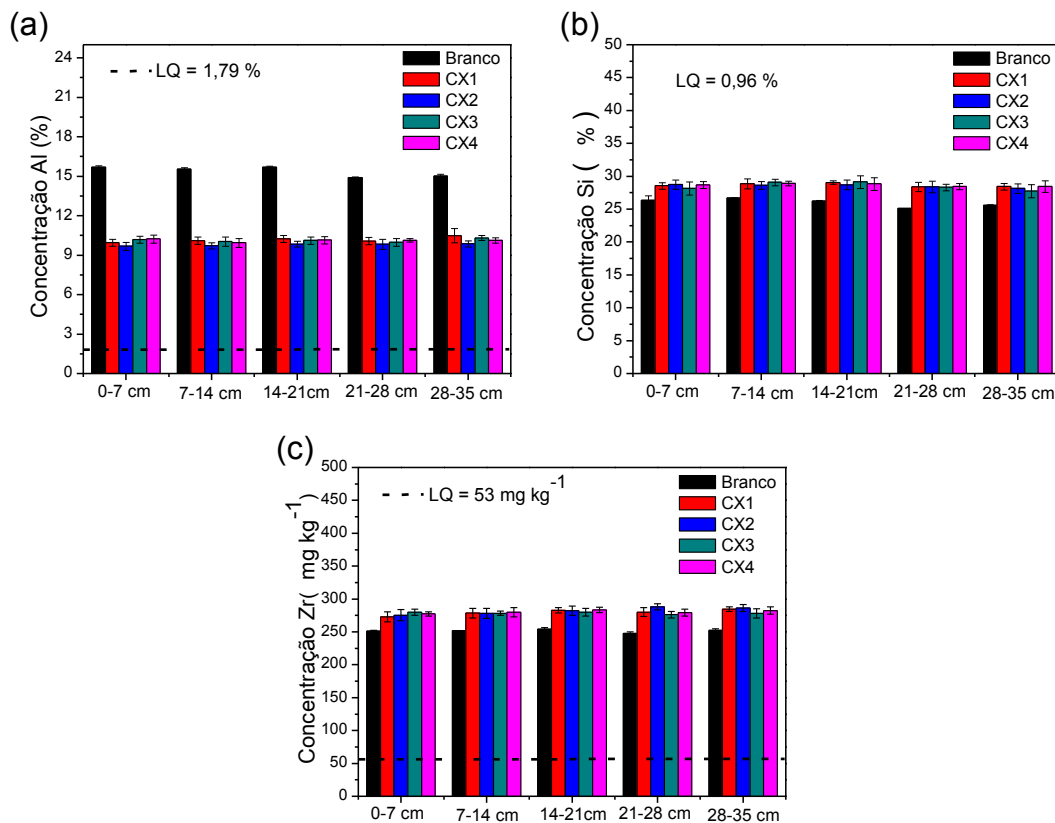 (a)
Concentração Al (%)
24
21
18
15
12
9
6
3
0
LQ = 1,79 %
Branco
CX1
CX2
CX3
CX4
0-7 cm
7-14 cm
14-21cm
21-28 cm
28-35 cm
(b)
Concentração Si ( % )
50
45
40
35
30
25
20
15
10
5
0
LQ = 0,96 %
Branco
CX1
CX2
CX3
CX4
0-7 cm
7-14 cm
14-21cm
21-28 cm
28-35 cm
(c)
Concentração Zr( mg kg-1)
500
450
400
350
300
250
200
150
100
50
0
LQ = 53 mg kg-1
Branco
CX1
CX2
CX3
CX4
0-7 cm
7-14 cm
14-21cm
21-28 cm
28-35 cm